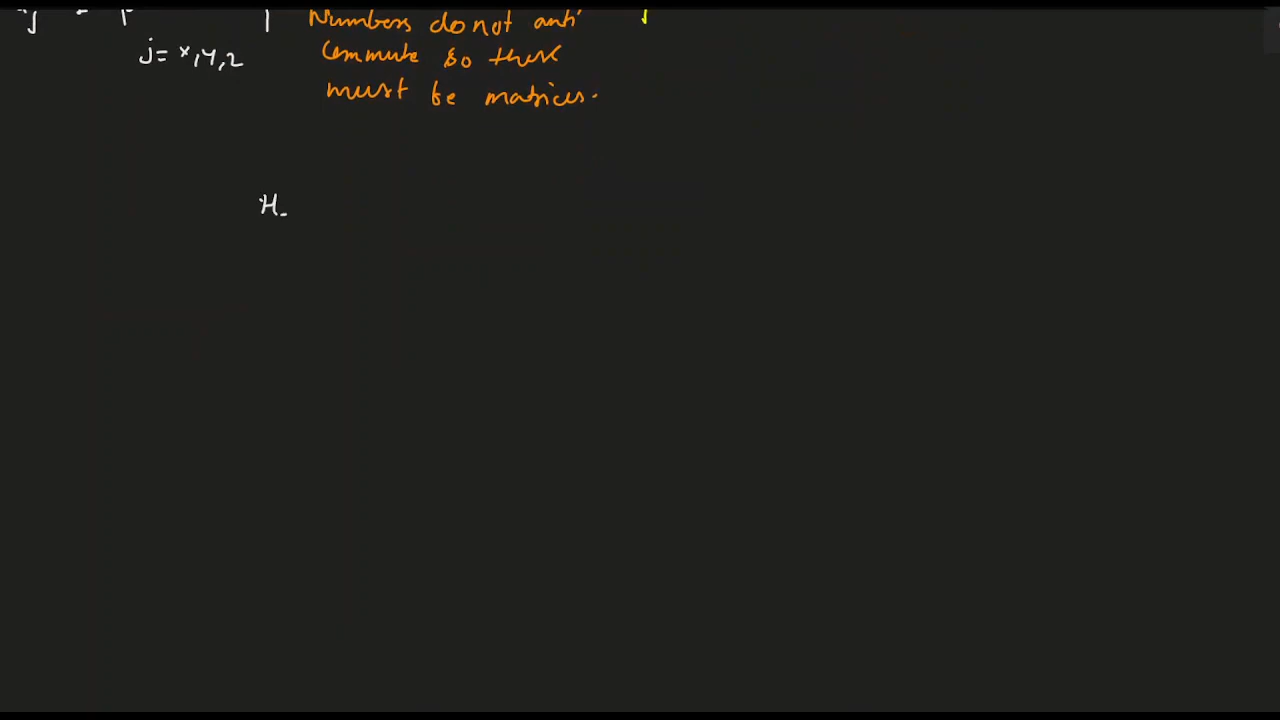 Numbers do not anti
j= x,y,z
Commute so these
must be matrices.
H